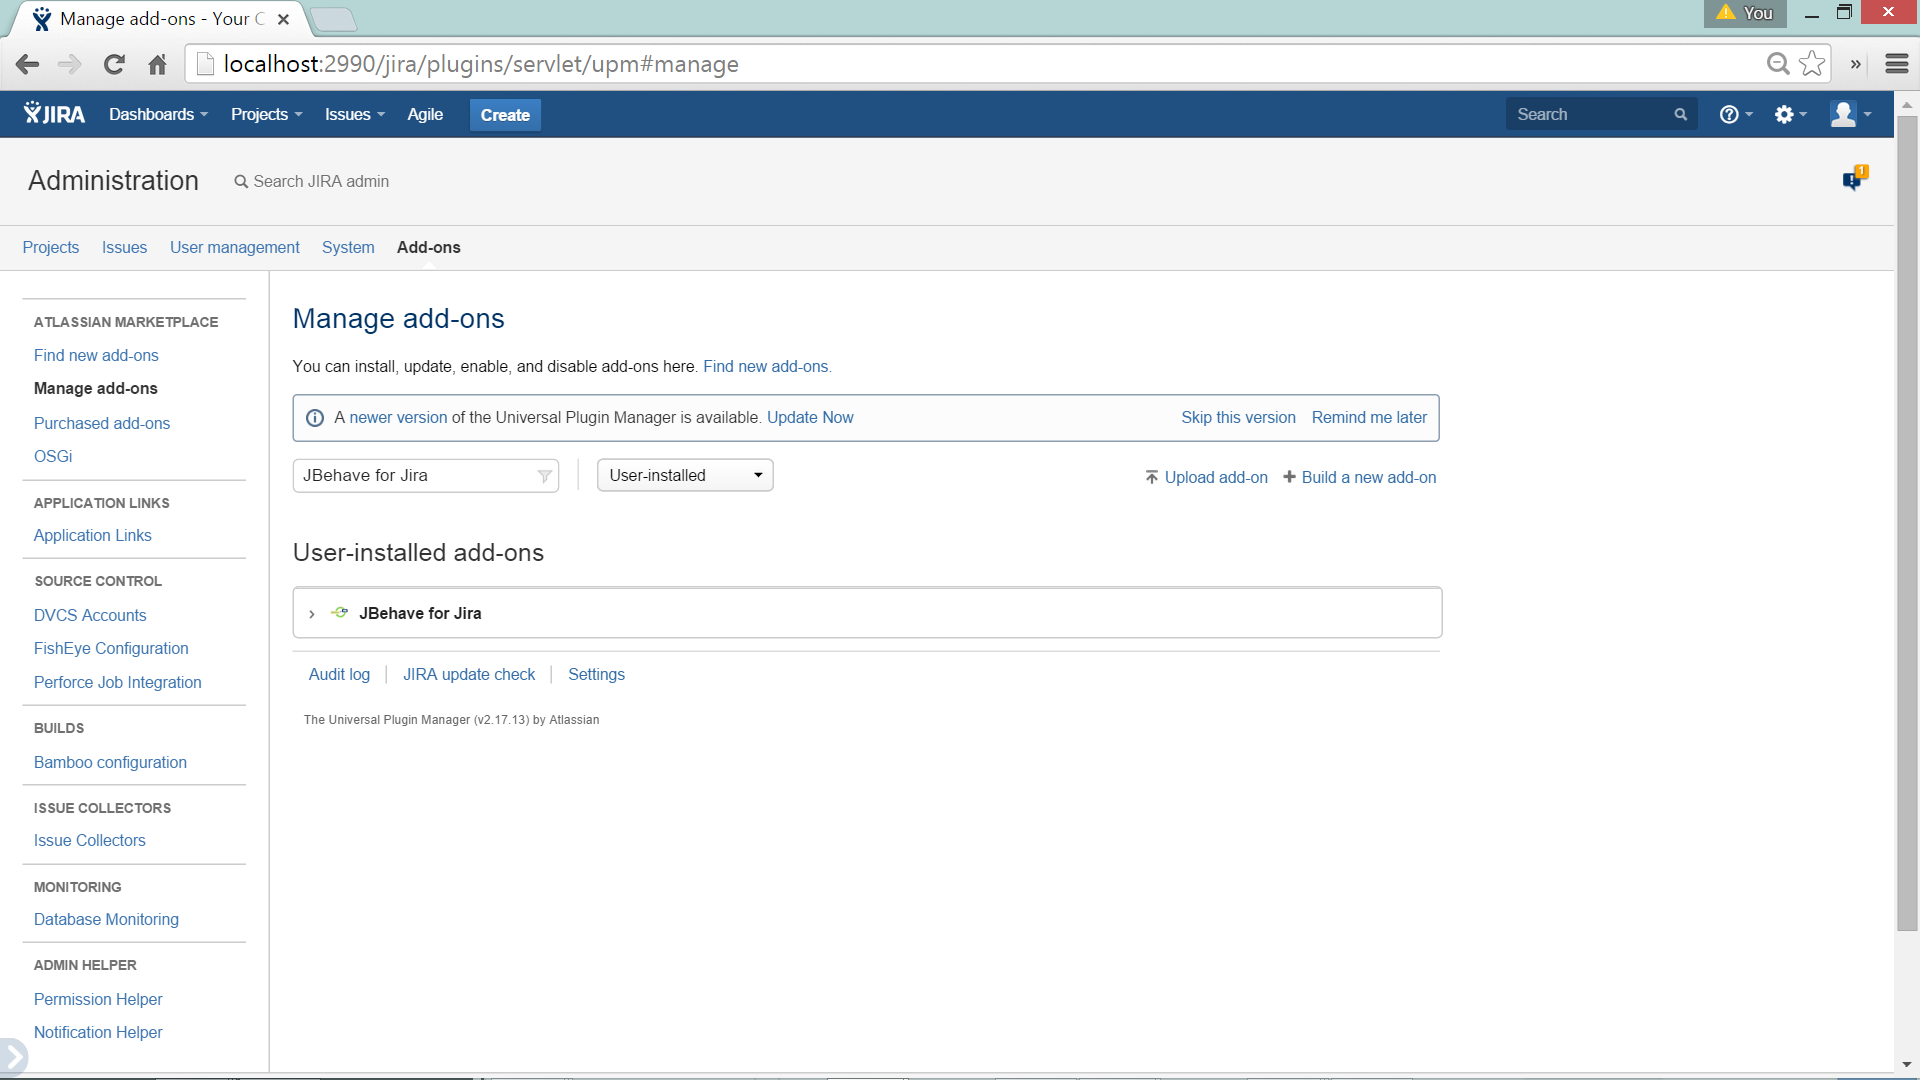 Manage add-ons - Your C
You
localhost:2990/jira/plugins/servlet/upm#manage
JIRA Dashboards Projects Issues Agile Create Search
Administration Search JIRA admin
1
Projects Issues User management System Add-ons
ATLASSIAN MARKETPLACE
Find new add-ons
Manage add-ons
Purchased add-ons
OSGi
APPLICATION LINKS
Application Links
SOURCE CONTROL
DVCS Accounts
FishEye Configuration
Perforce Job Integration
BUILDS
Bamboo configuration
ISSUE COLLECTORS
Issue Collectors
MONITORING
Database Monitoring
ADMIN HELPER
Permission Helper
Notification Helper
Manage add-ons
You can install, update, enable, and disable add-ons here. Find new add-ons.
A newer version of the Universal Plugin Manager is available. Update Now Skip this version Remind me later
JBehave for Jira User-installed Upload add-on Build a new add-on
User-installed add-ons
JBehave for Jira
Audit log JIRA update check Settings
The Universal Plugin Manager (v2.17.13) by Atlassian